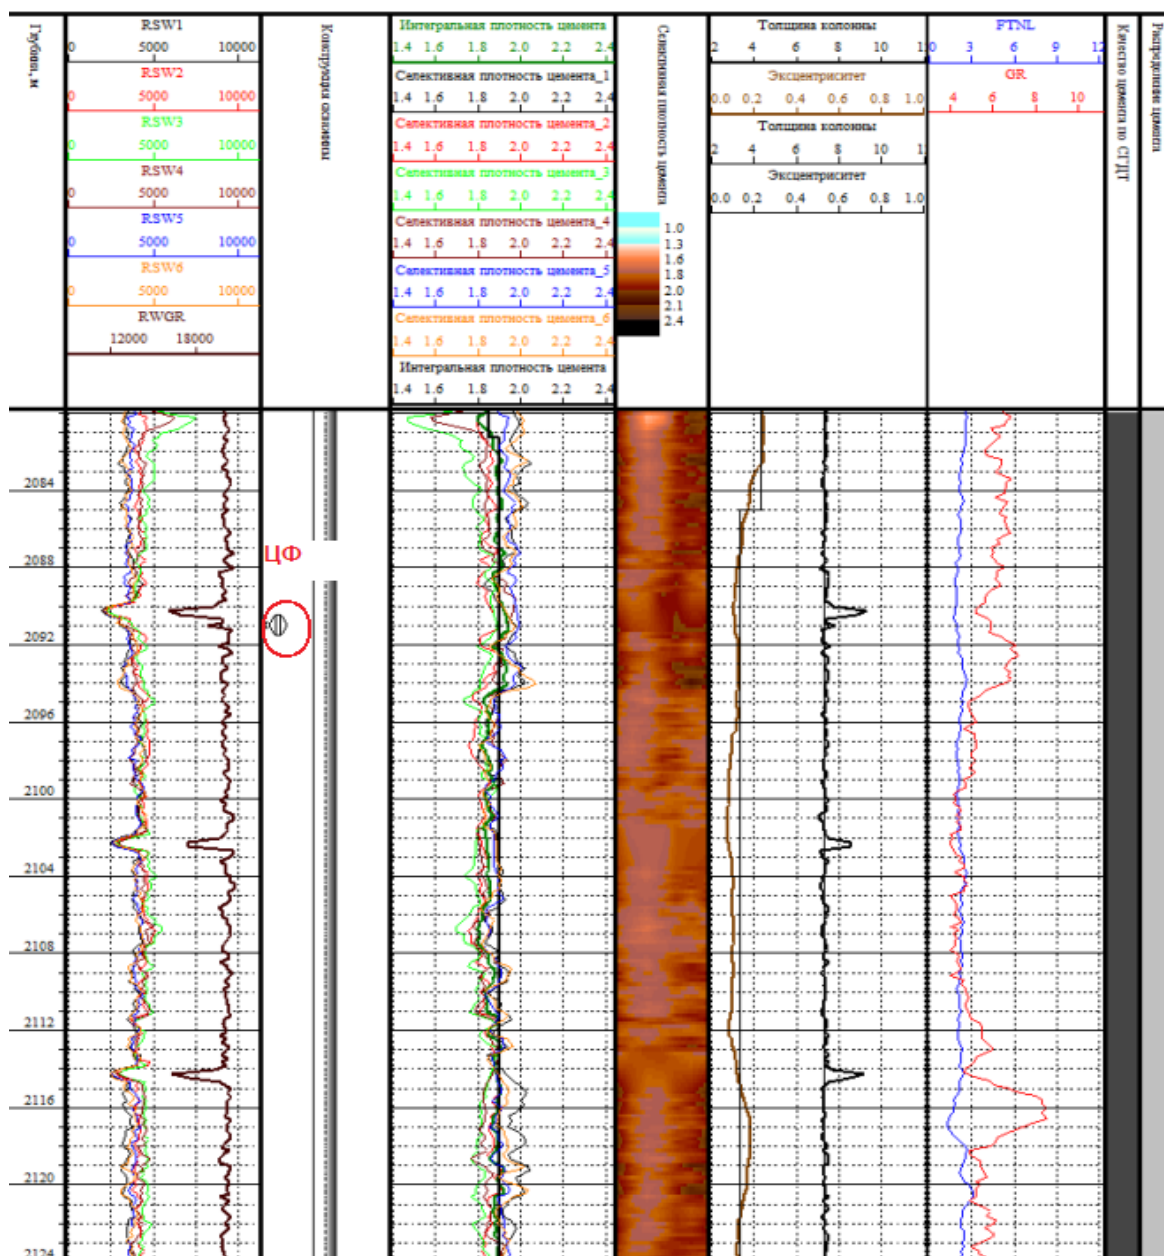 Глубина, м
RSW1
0 5000 10000
RSW2
0 5000 10000
RSW3
0 5000 10000
RSW4
0 5000 10000
RSW5
0 5000 10000
RSW6
0 5000 10000
RWGR
12000 18000
Конструкция скважины
Интегральная плотность цемента
1.4 1.6 1.8 2.0 2.2 2.4
Селективная плотность цемента_1
1.4 1.6 1.8 2.0 2.2 2.4
Селективная плотность цемента_2
1.4 1.6 1.8 2.0 2.2 2.4
Селективная плотность цемента_3
1.4 1.6 1.8 2.0 2.2 2.4
Селективная плотность цемента_4
1.4 1.6 1.8 2.0 2.2 2.4
Селективная плотность цемента_5
1.4 1.6 1.8 2.0 2.2 2.4
Селективная плотность цемента_6
1.4 1.6 1.8 2.0 2.2 2.4
Интегральная плотность цемента
1.4 1.6 1.8 2.0 2.2 2.4
Селективная плотность цемента
1.0
1.3
1.6
1.8
2.0
2.1
2.4
Толщина колонны
2 4 6 8 10 12
Эксцентриситет
0.0 0.2 0.4 0.6 0.8 1.0
Толщина колонны
2 4 6 8 10 12
Эксцентриситет
0.0 0.2 0.4 0.6 0.8 1.0
FTNL
0 3 6 9 12
GR
4 6 8 10
Качество цемента по СГДТ
Распределение цемента
ЦФ
2084
2088
2092
2096
2100
2104
2108
2112
2116
2120
2124